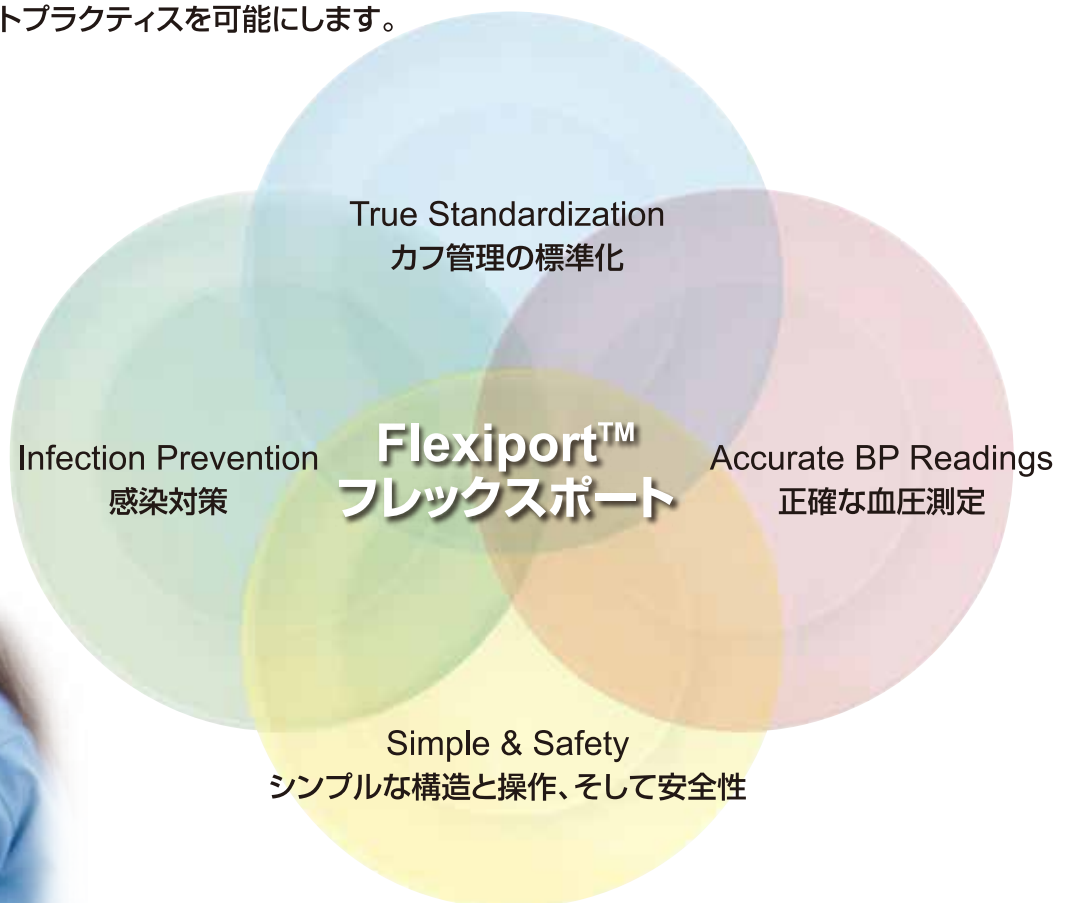 トプラクティスを可能にします。
True Standardization
カフ管理の標準化
Infection Prevention
感染対策
Flexiport™
フレックスポート
Accurate BP Readings
正確な血圧測定
Simple & Safety
シンプルな構造と操作、そして安全性